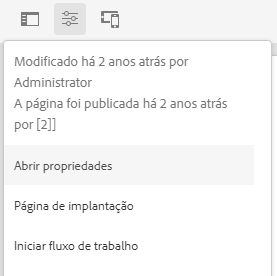 Modificado há 2 anos atrás por
Administrator
A página foi publicada há 2 anos atrás
por [2]]
Abrir propriedades
Página de implantação
Iniciar fluxo de trabalho